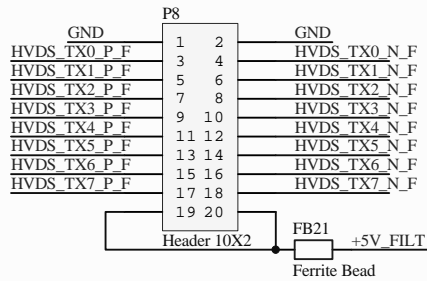 P8
GND 1 2 GND
HVDS_TX0_P_F 3 4 HVDS_TX0_N_F
HVDS_TX1_P_F 5 6 HVDS_TX1_N_F
HVDS_TX2_P_F 7 8 HVDS_TX2_N_F
HVDS_TX3_P_F 9 10 HVDS_TX3_N_F
HVDS_TX4_P_F 11 12 HVDS_TX4_N_F
HVDS_TX5_P_F 13 14 HVDS_TX5_N_F
HVDS_TX6_P_F 15 16 HVDS_TX6_N_F
HVDS_TX7_P_F 17 18 HVDS_TX7_N_F
19 20
Header 10X2
FB21
+5V_FILT
Ferrite Bead